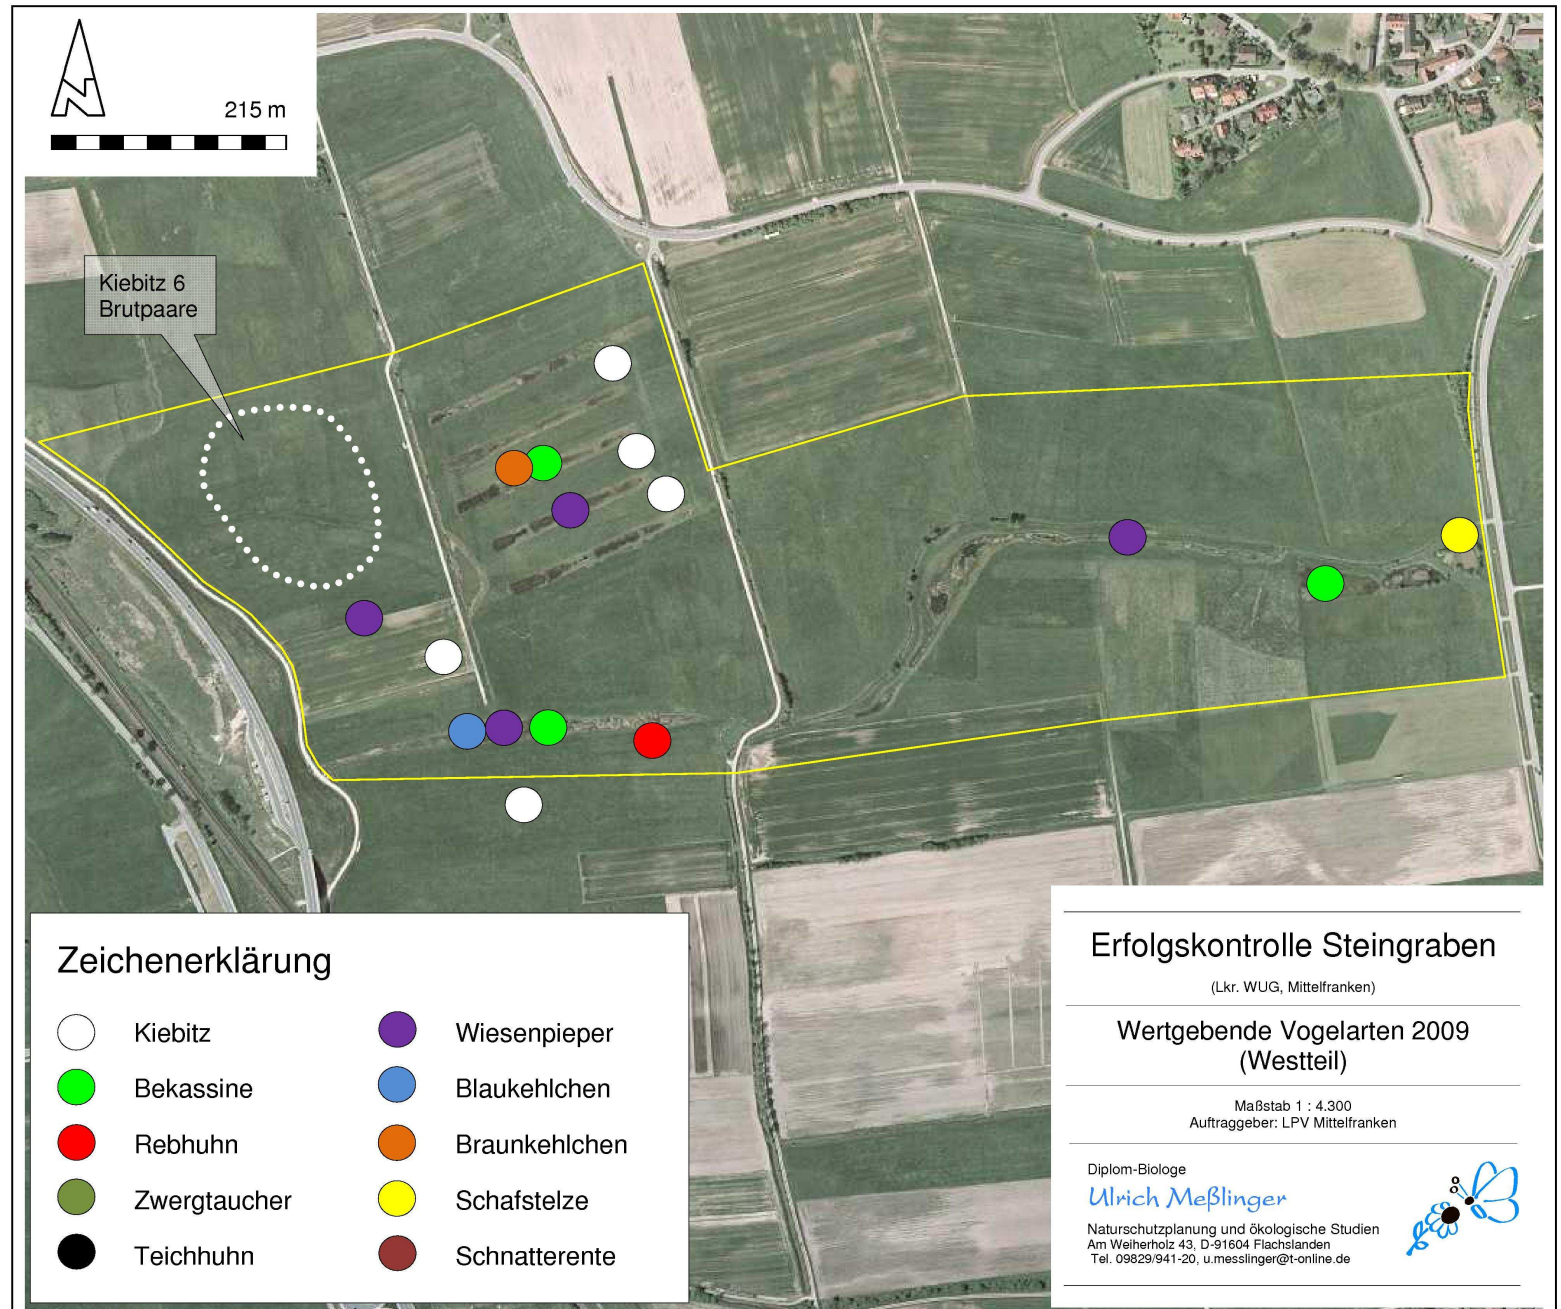 N
215 m
Kiebitz 6
Brutpaare
Zeichenerklärung
Kiebitz
Bekassine
Rebhuhn
Zwergtaucher
Teichhuhn
Wiesenpieper
Blaukehlchen
Braunkehlchen
Schafstelze
Schnatterente
Erfolgskontrolle Steingraben
(Lkr. WUG, Mittelfranken)
Wertgebende Vogelarten 2009
(Westteil)
Maßstab 1 : 4.300
Auftraggeber: LPV Mittelfranken
Diplom-Biologe
Ulrich Meßlinger
Naturschutzplanung und ökologische Studien
Am Weiherholz 43, D-91604 Flachslanden
Tel. 09829/941-20, u.messlinger@t-online.de